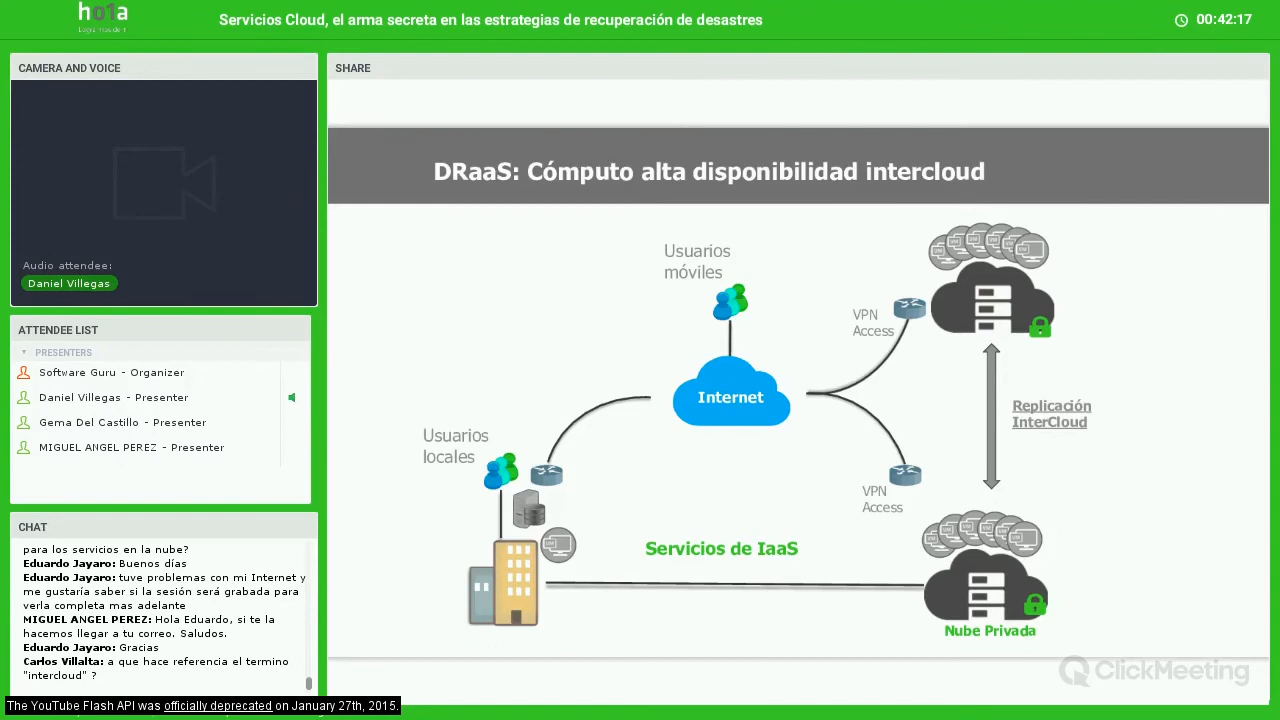 ho1a
Servicios Cloud, el arma secreta en las estrategias de recuperación de desastres
00:42:17
CAMERA AND VOICE
Audio attendee:
Daniel Villegas
ATTENDEE LIST
PRESENTERS
Software Guru - Organizer
Daniel Villegas - Presenter
Gema Del Castillo - Presenter
MIGUEL ANGEL PEREZ - Presenter
CHAT
para los servicios en la nube?
Eduardo Jayaro: Buenos días
Eduardo Jayaro: tuve problemas con mi Internet y
me gustaría saber si la sesión será grabada para
verla completa mas adelante
MIGUEL ANGEL PEREZ: Hola Eduardo, si te la
hacemos llegar a tu correo. Saludos.
Eduardo Jayaro: Gracias
Carlos Villalta: a que hace referencia el termino
"intercloud" ?
The YouTube Flash API was officially deprecated on January 27th, 2015.
SHARE
DRaaS: Cómputo alta disponibilidad intercloud
Usuarios
móviles
VPN
Access
Internet
Replicación
InterCloud
Usuarios
locales
VPN
Access
Servicios de IaaS
Nube Privada
ClickMeeting